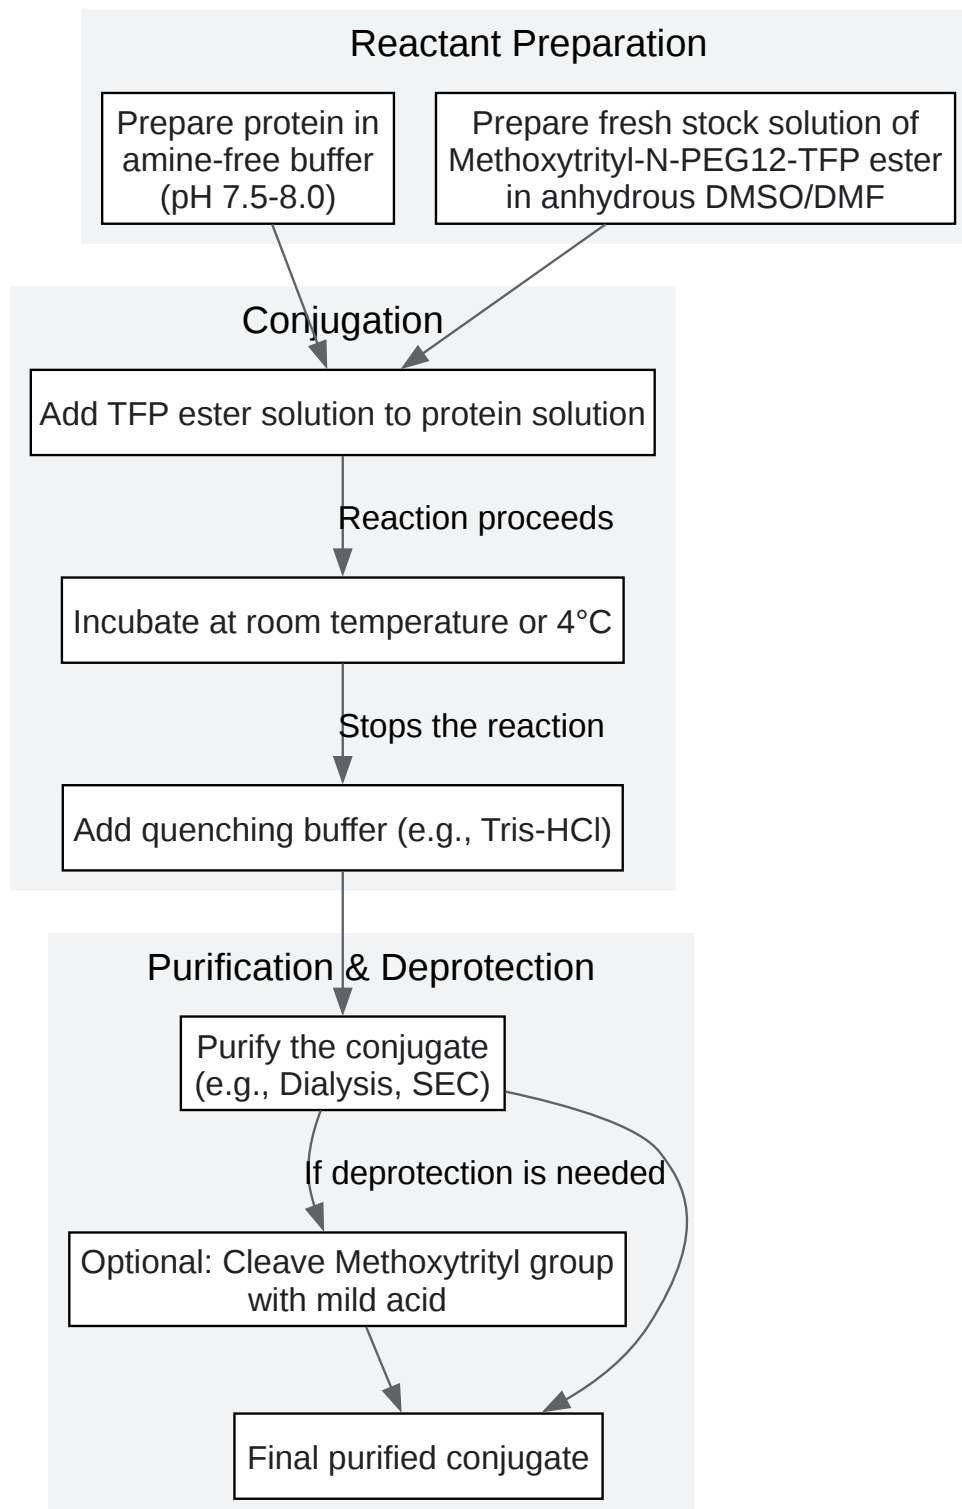 Reactant Preparation
Prepare protein in
amine-free buffer
(pH 7.5-8.0)
Prepare fresh stock solution of
Methoxytrityl-N-PEG12-TFP ester
in anhydrous DMSO/DMF
Conjugation
Add TFP ester solution to protein solution
Reaction proceeds
Incubate at room temperature or 4°C
Stops the reaction
Add quenching buffer (e.g., Tris-HCl)
Purification & Deprotection
Purify the conjugate
(e.g., Dialysis, SEC)
If deprotection is needed
Optional: Cleave Methoxytrityl group
with mild acid
Final purified conjugate